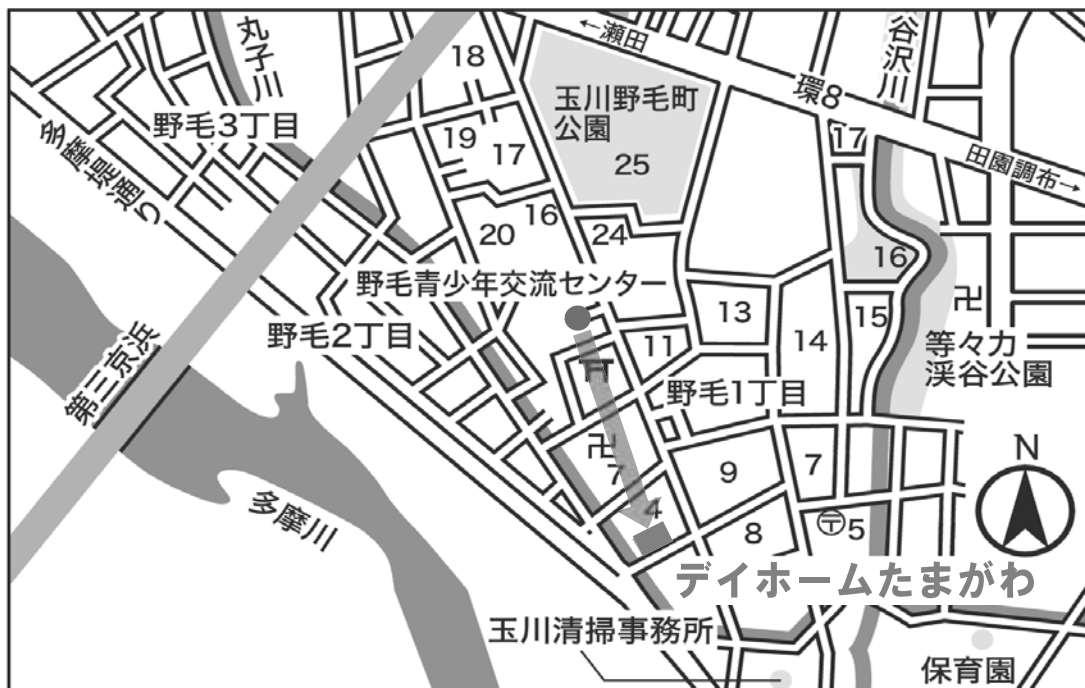 丸子川
18
←瀬田
谷沢川
環8
玉川野毛町
公園
25
野毛3丁目
19
17
17
田園調布→
多摩堤通り
16
20
24
16
野毛青少年交流センター
卍
13
15
野毛2丁目
11
14
等々力
渓谷公園
第三京浜
野毛1丁目
卍
7
9
7
N
4
8
〒
5
多摩川
デイホームたまがわ
玉川清掃事務所
保育園